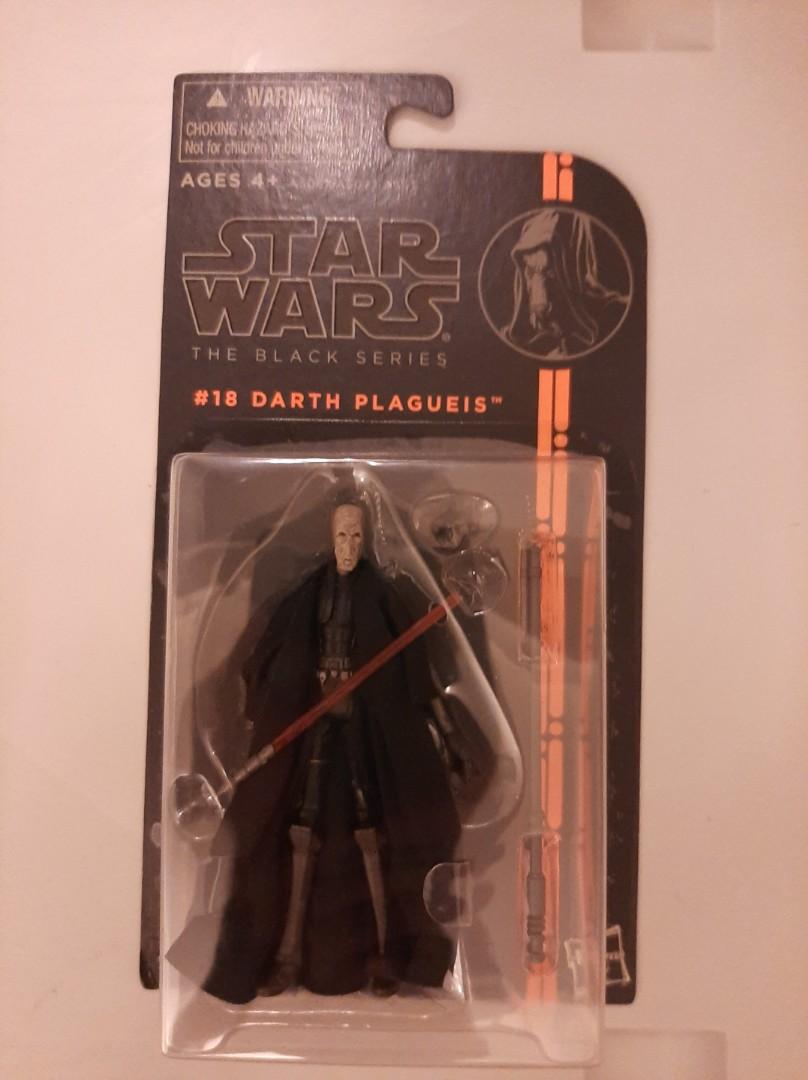 WARNING:
CHOKING HAZARD-S
Not for children
AGES 4+
STAR
WARS®
THE BLACK SERIES
#18 DARTH PLAGUEIS™